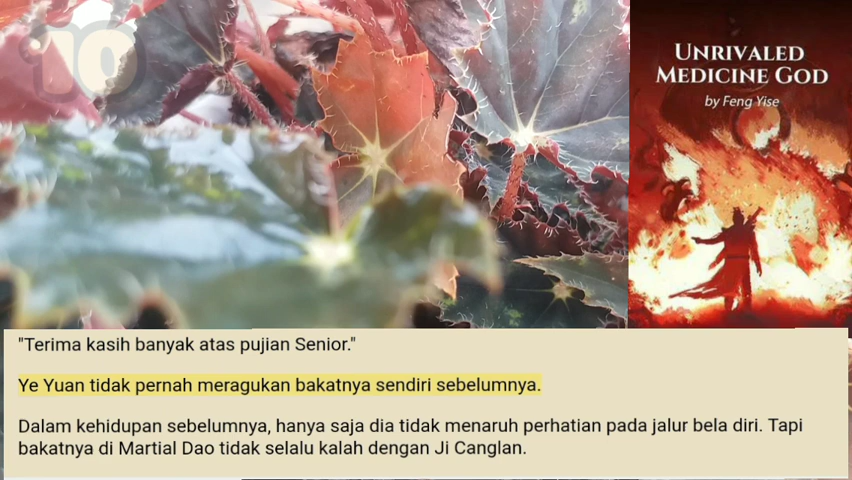 10
UNRIVALED
MEDICINE GOD
by Feng Yise
"Terima kasih banyak atas pujian Senior."
Ye Yuan tidak pernah meragukan bakatnya sendiri sebelumnya.
Dalam kehidupan sebelumnya, hanya saja dia tidak menaruh perhatian pada jalur bela diri. Tapi
bakatnya di Martial Dao tidak selalu kalah dengan Ji Canglan.